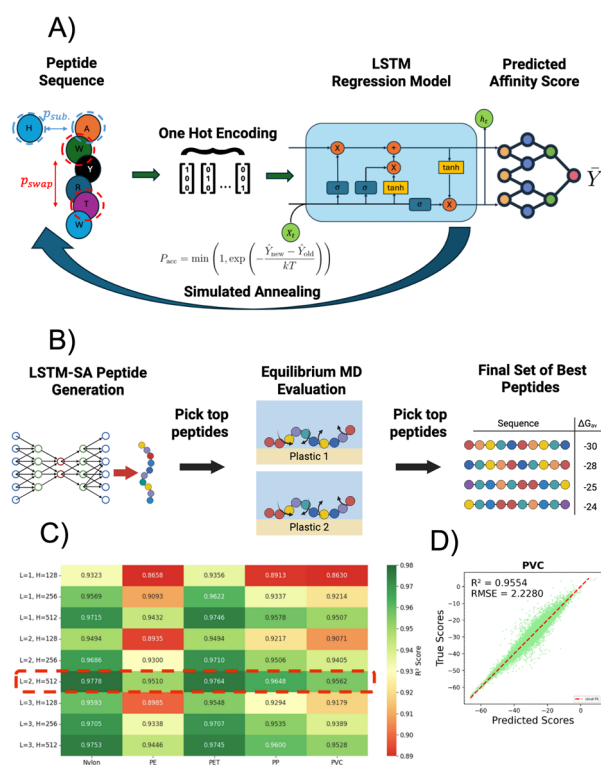 A)
Peptide
Sequence
LSTM
Regression Model
Predicted
Affinity Score
p_sub.
H
A
W
Y
R
T
W
p_swap
One Hot Encoding
1 0 ... 0
0 1 ... 1
0 0 ... 0
X
+
X
tanh
σ
σ
tanh
σ
X
X_t
h_t
Ȳ
P_acc = min(1, exp(−(Ŷ_new − Ŷ_old)/kT))
Simulated Annealing
B)
LSTM-SA Peptide
Generation
Pick top
peptides
Equilibrium MD
Evaluation
Plastic 1
Plastic 2
Pick top
peptides
Final Set of Best
Peptides
Sequence ΔG_av
-30
-28
-25
-24
C)
L=1, H=128 0.9323 0.8658 0.9356 0.8913 0.8630
L=1, H=256 0.9569 0.9093 0.9622 0.9337 0.9214
L=1, H=512 0.9715 0.9432 0.9746 0.9578 0.9507
L=2, H=128 0.9494 0.8935 0.9494 0.9217 0.9071
L=2, H=256 0.9686 0.9300 0.9710 0.9506 0.9405
L=2, H=512 0.9778 0.9510 0.9764 0.9648 0.9562
L=3, H=128 0.9593 0.8985 0.9548 0.9294 0.9179
L=3, H=256 0.9705 0.9338 0.9707 0.9535 0.9389
L=3, H=512 0.9753 0.9446 0.9745 0.9600 0.9528
Nylon PE PET PP PVC
0.98
0.97
0.96
0.95
0.94
0.93
0.92
0.91
0.90
0.89
R² Score
D)
PVC
R² = 0.9554
RMSE = 2.2280
True Scores
0
-10
-20
-30
-40
-50
-60
-60 -40 -20 0
Predicted Scores